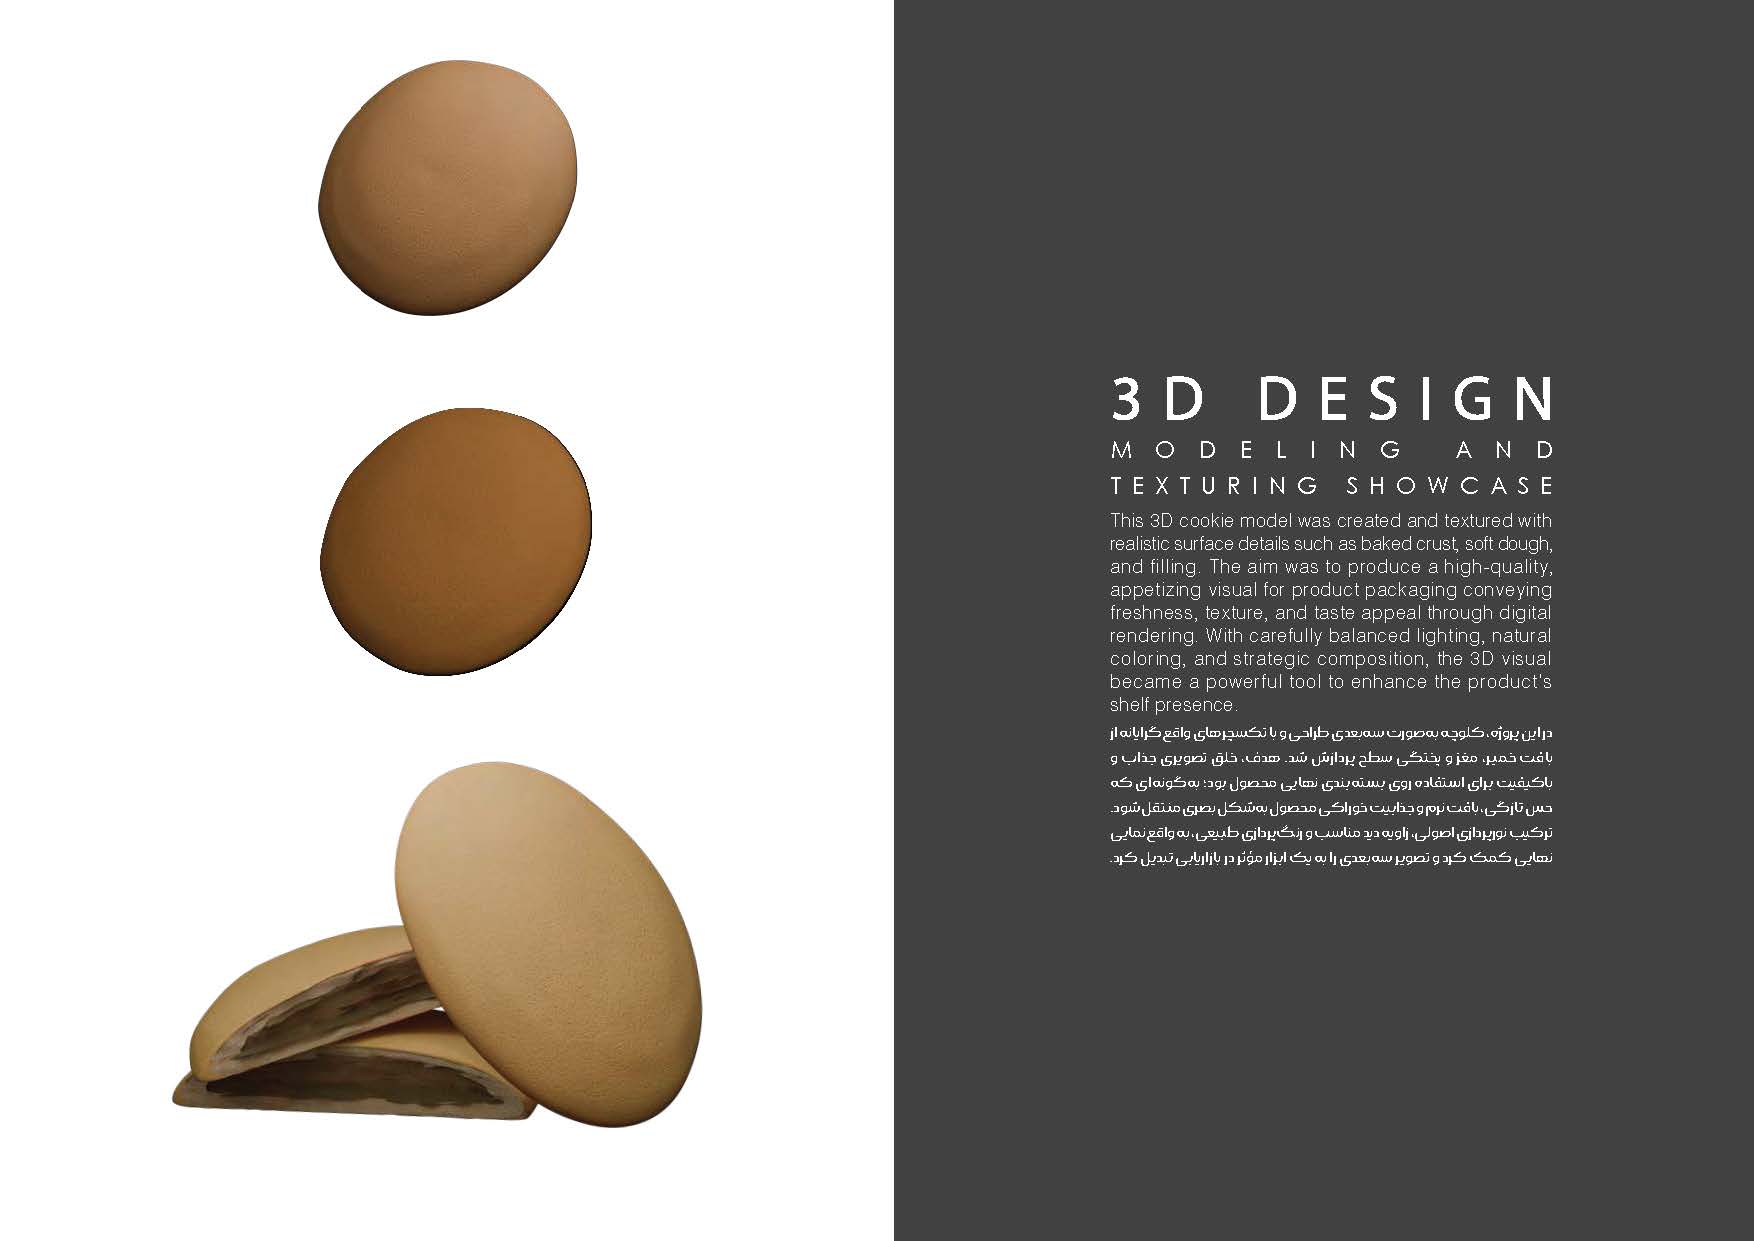 3D DESIGN
MODELING AND
TEXTURING SHOWCASE
This 3D cookie model was created and textured with
realistic surface details such as baked crust, soft dough,
and filling. The aim was to produce a high-quality,
appetizing visual for product packaging conveying
freshness, texture, and taste appeal through digital
rendering. With carefully balanced lighting, natural
coloring, and strategic composition, the 3D visual
became a powerful tool to enhance the product's
shelf presence.
در این پروژه، کلوچه به‌صورت سه‌بعدی طراحی و با تکسچرهای واقع‌گرایانه از
بافت خمیر، مغز و پختگی سطح پردازش شد. هدف، خلق تصویری جذاب و
باکیفیت برای استفاده روی بسته‌بندی نهایی محصول بود؛ به‌گونه‌ای که
حس تازگی، بافت نرم و جذابیت خوراکی محصول به‌شکل بصری منتقل شود.
ترکیب نورپردازی اصولی، زاویه دید مناسب و رنگ‌پردازی طبیعی، به واقع‌نمایی
نهایی کمک کرد و تصویر سه‌بعدی را به یک ابزار مؤثر در بازاریابی تبدیل کرد.